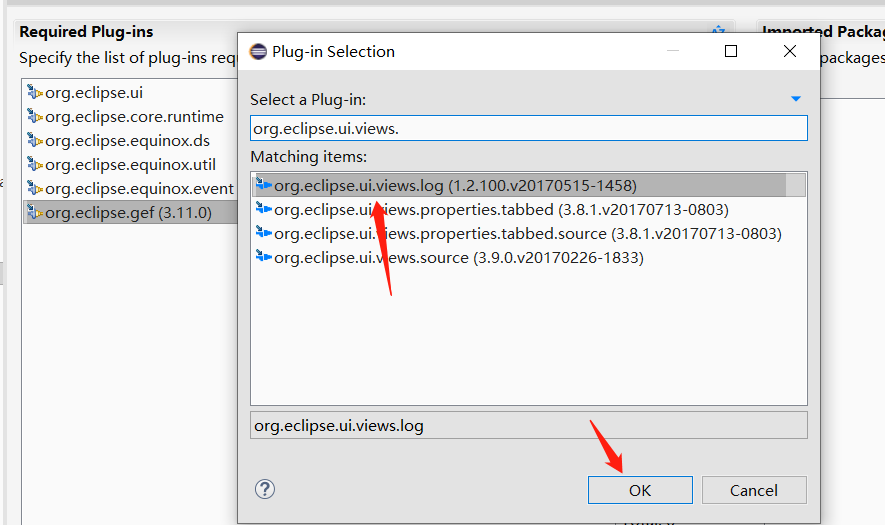 Required Plug-ins
Specify the list of plug-ins requ
org.eclipse.ui
org.eclipse.core.runtime
org.eclipse.equinox.ds
org.eclipse.equinox.util
org.eclipse.equinox.event
org.eclipse.gef (3.11.0)
Plug-in Selection
Select a Plug-in:
org.eclipse.ui.views.
Matching items:
org.eclipse.ui.views.log (1.2.100.v20170515-1458)
org.eclipse.ui.views.properties.tabbed (3.8.1.v20170713-0803)
org.eclipse.ui.views.properties.tabbed.source (3.8.1.v20170713-0803)
org.eclipse.ui.views.source (3.9.0.v20170226-1833)
org.eclipse.ui.views.log
?
OK
Cancel
Imported Packag
packages